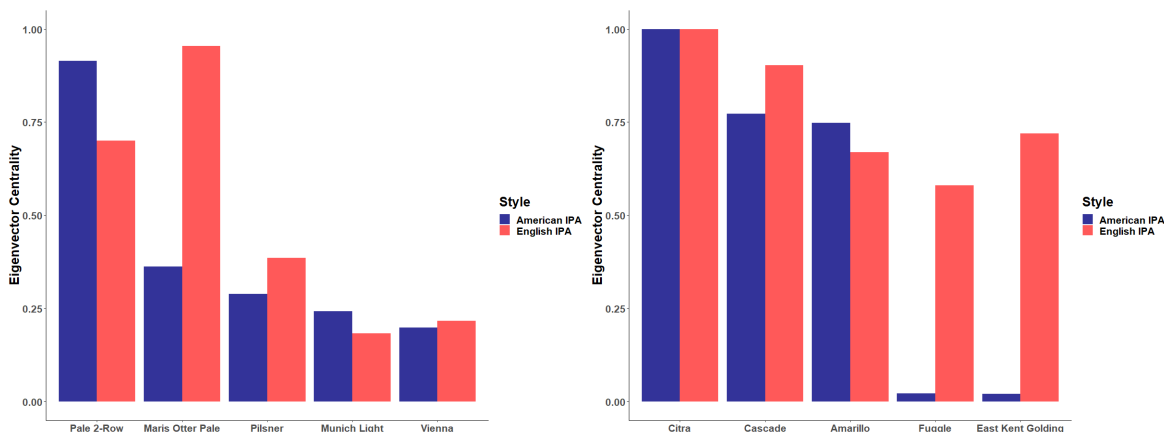 1.00
0.75
0.50
0.25
0.00
Eigenvector Centrality
Pale 2-Row Maris Otter Pale Pilsner Munich Light Vienna
Style
American IPA
English IPA
1.00
0.75
0.50
0.25
0.00
Eigenvector Centrality
Citra Cascade Amarillo Fuggle East Kent Golding
Style
American IPA
English IPA